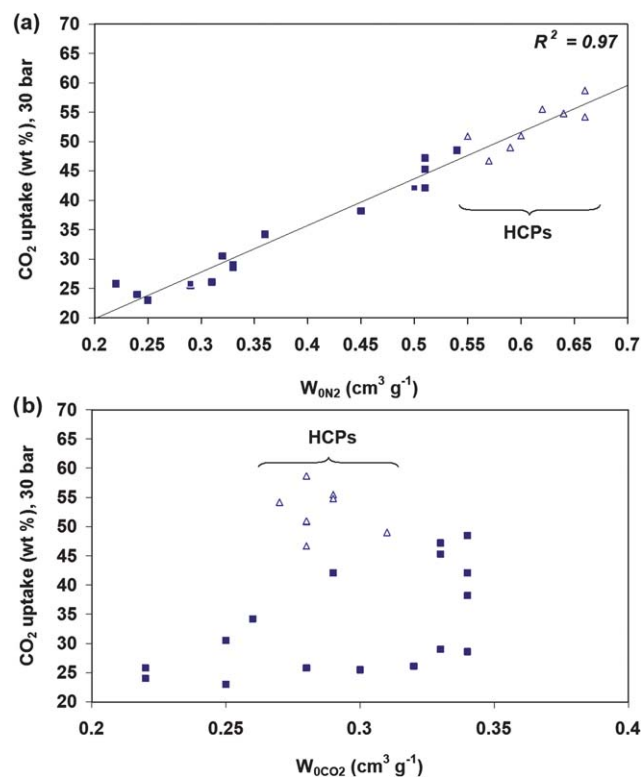 (a)
R² = 0.97
CO₂ uptake (wt %), 30 bar
70
65
60
55
50
45
40
35
30
25
20
HCPs
0.2 0.25 0.3 0.35 0.4 0.45 0.5 0.55 0.6 0.65 0.7
W₀N2 (cm³ g⁻¹)
(b)
CO₂ uptake (wt %), 30 bar
70
65
60
55
50
45
40
35
30
25
20
HCPs
0.2 0.25 0.3 0.35 0.4
W₀CO2 (cm³ g⁻¹)